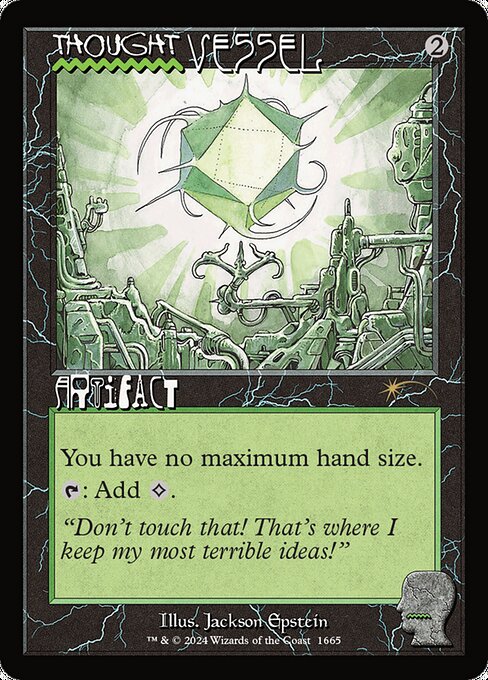 THOUGHT VESSEL 2
ARTiFACT
You have no maximum hand size.
: Add .
“Don’t touch that! That’s where I
keep my most terrible ideas!”
Illus. Jackson Epstein
™ & © 2024 Wizards of the Coast 1665